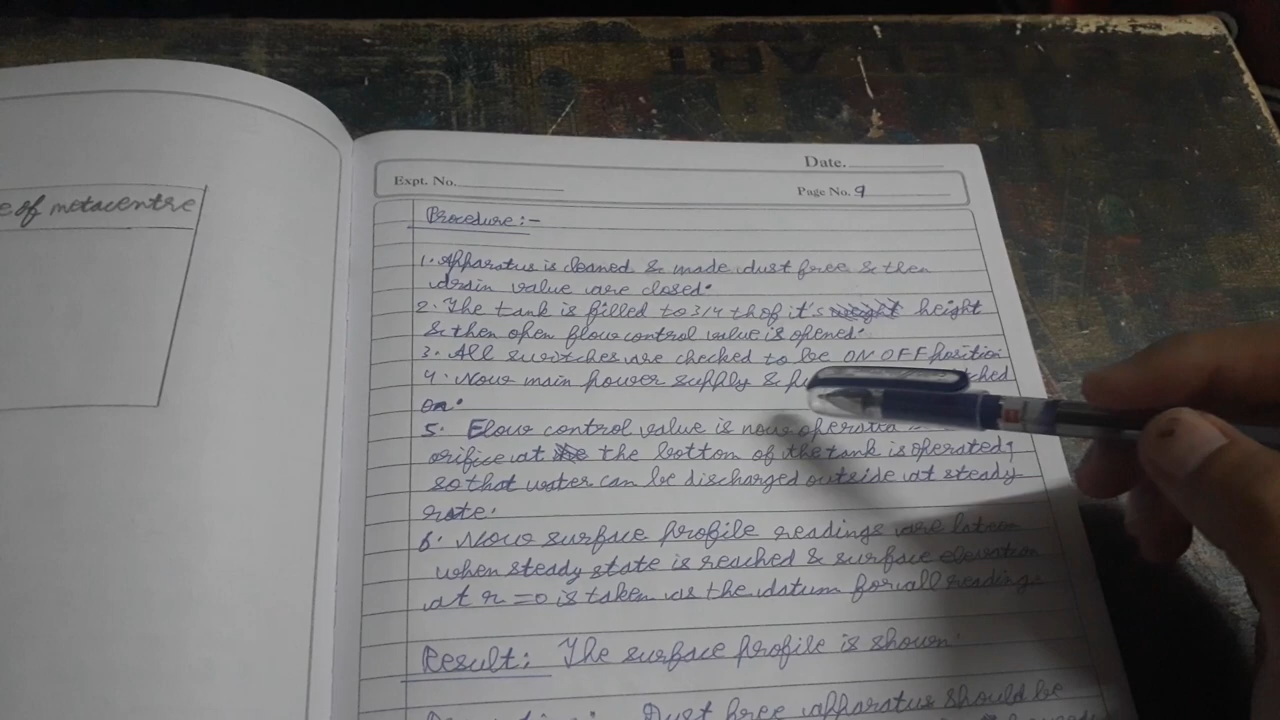 e of metacentre
Date.
Expt. No.
Page No. 9
Procedure:-
1. Apparatus is cleaned & made dust free & then
drain value are closed.
2. The tank is filled to 3/4 th of it's height
& then open flow control value is opened.
3. All switches are checked to be ON OFF position
4. Now main power supply &
on.
5. Flow control value is now
orifice at the bottom of the tank is operated,
so that water can be discharged outside at steady
rate.
6. Now surface profile readings are
when steady state is reached & surface elevation
at r = 0 is taken as the datum for all readings
Result: The surface profile is shown.
Dust free apparatus should be